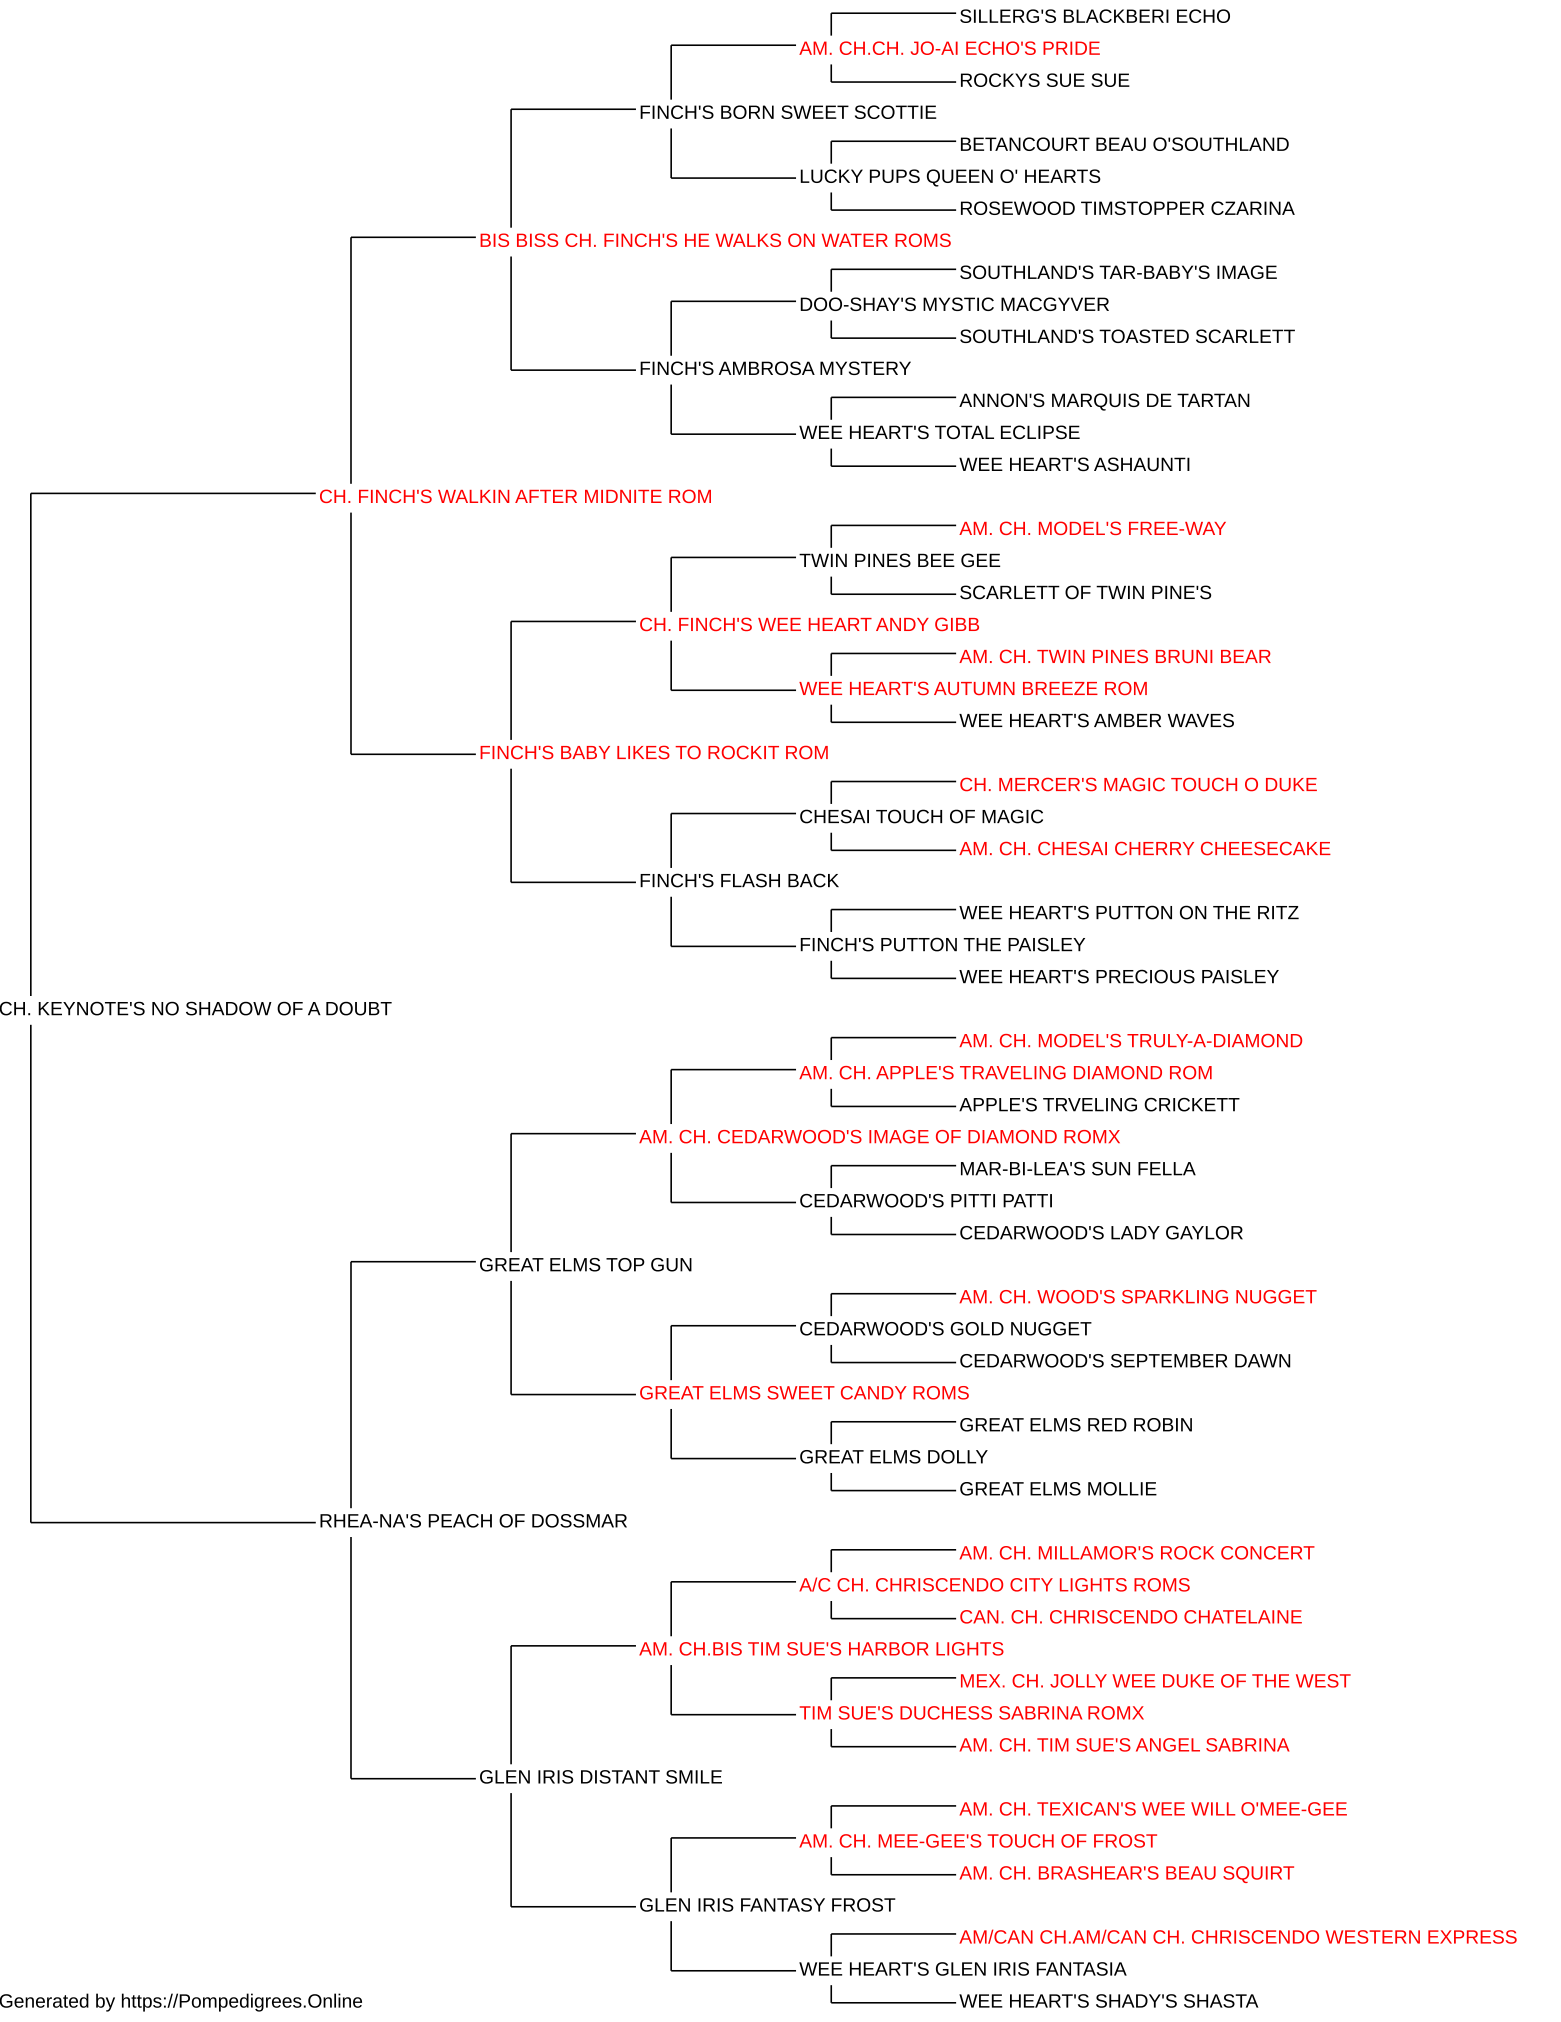 SILLERG'S BLACKBERI ECHO
AM. CH.CH. JO-AI ECHO'S PRIDE
ROCKYS SUE SUE
FINCH'S BORN SWEET SCOTTIE
BETANCOURT BEAU O'SOUTHLAND
LUCKY PUPS QUEEN O' HEARTS
ROSEWOOD TIMSTOPPER CZARINA
BIS BISS CH. FINCH'S HE WALKS ON WATER ROMS
SOUTHLAND'S TAR-BABY'S IMAGE
DOO-SHAY'S MYSTIC MACGYVER
SOUTHLAND'S TOASTED SCARLETT
FINCH'S AMBROSA MYSTERY
ANNON'S MARQUIS DE TARTAN
WEE HEART'S TOTAL ECLIPSE
WEE HEART'S ASHAUNTI
CH. FINCH'S WALKIN AFTER MIDNITE ROM
AM. CH. MODEL'S FREE-WAY
TWIN PINES BEE GEE
SCARLETT OF TWIN PINE'S
CH. FINCH'S WEE HEART ANDY GIBB
AM. CH. TWIN PINES BRUNI BEAR
WEE HEART'S AUTUMN BREEZE ROM
WEE HEART'S AMBER WAVES
FINCH'S BABY LIKES TO ROCKIT ROM
CH. MERCER'S MAGIC TOUCH O DUKE
CHESAI TOUCH OF MAGIC
AM. CH. CHESAI CHERRY CHEESECAKE
FINCH'S FLASH BACK
WEE HEART'S PUTTON ON THE RITZ
FINCH'S PUTTON THE PAISLEY
WEE HEART'S PRECIOUS PAISLEY
CH. KEYNOTE'S NO SHADOW OF A DOUBT
AM. CH. MODEL'S TRULY-A-DIAMOND
AM. CH. APPLE'S TRAVELING DIAMOND ROM
APPLE'S TRVELING CRICKETT
AM. CH. CEDARWOOD'S IMAGE OF DIAMOND ROMX
MAR-BI-LEA'S SUN FELLA
CEDARWOOD'S PITTI PATTI
CEDARWOOD'S LADY GAYLOR
GREAT ELMS TOP GUN
AM. CH. WOOD'S SPARKLING NUGGET
CEDARWOOD'S GOLD NUGGET
CEDARWOOD'S SEPTEMBER DAWN
GREAT ELMS SWEET CANDY ROMS
GREAT ELMS RED ROBIN
GREAT ELMS DOLLY
GREAT ELMS MOLLIE
RHEA-NA'S PEACH OF DOSSMAR
AM. CH. MILLAMOR'S ROCK CONCERT
A/C CH. CHRISCENDO CITY LIGHTS ROMS
CAN. CH. CHRISCENDO CHATELAINE
AM. CH.BIS TIM SUE'S HARBOR LIGHTS
MEX. CH. JOLLY WEE DUKE OF THE WEST
TIM SUE'S DUCHESS SABRINA ROMX
AM. CH. TIM SUE'S ANGEL SABRINA
GLEN IRIS DISTANT SMILE
AM. CH. TEXICAN'S WEE WILL O'MEE-GEE
AM. CH. MEE-GEE'S TOUCH OF FROST
AM. CH. BRASHEAR'S BEAU SQUIRT
GLEN IRIS FANTASY FROST
AM/CAN CH.AM/CAN CH. CHRISCENDO WESTERN EXPRESS
WEE HEART'S GLEN IRIS FANTASIA
WEE HEART'S SHADY'S SHASTA
Generated by https://Pompedigrees.Online